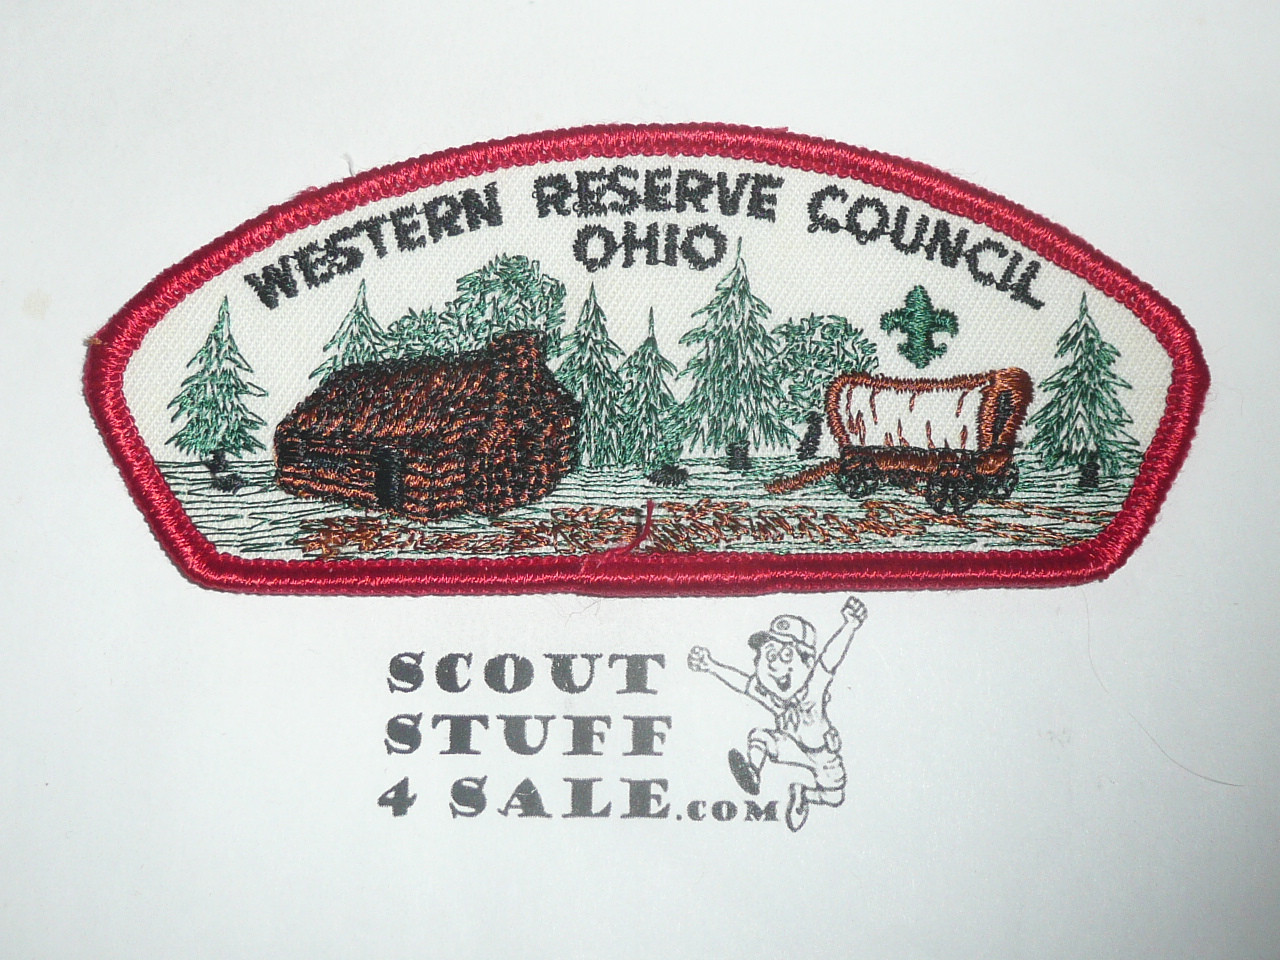 WESTERN RESERVE COUNCIL
OHIO
SCOUT
STUFF
4 SALE.COM